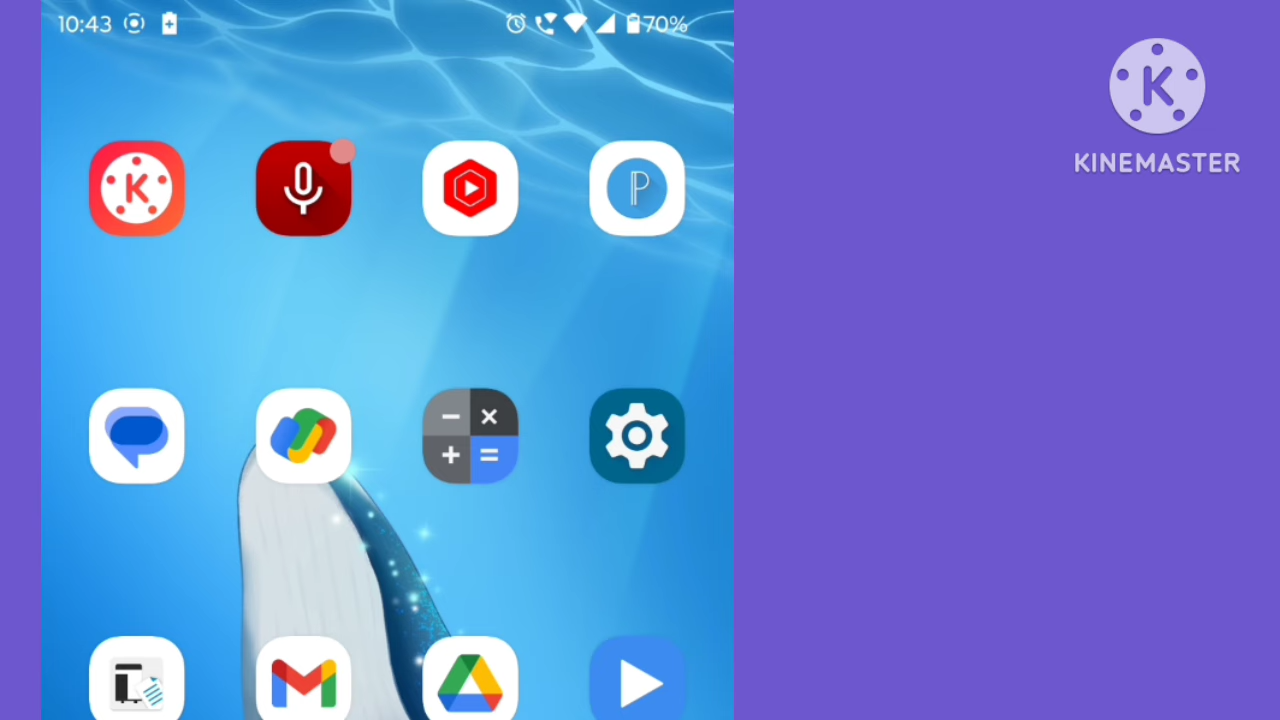 10:43 70%
K KINEMASTER
K
P
− ×
+ =